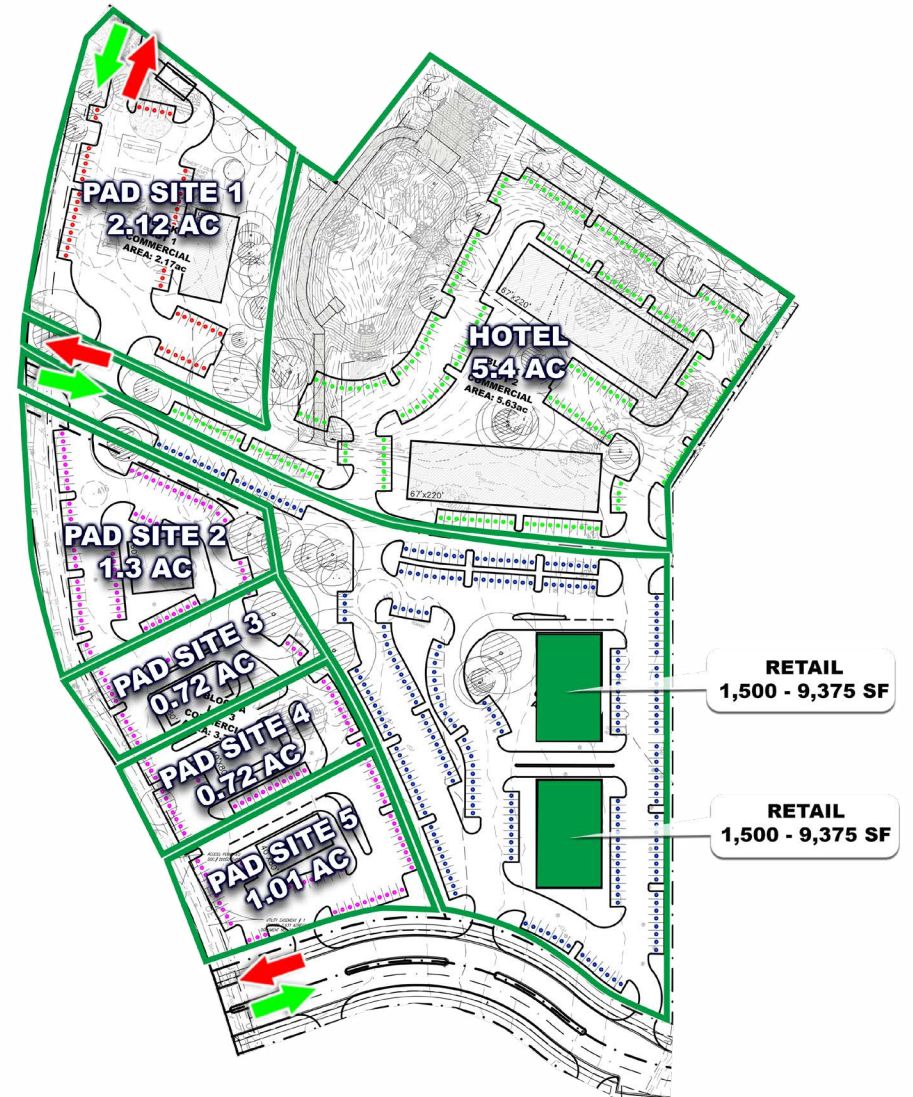 PAD SITE 1
2.12 AC
COMMERCIAL
AREA: 2.17ac
67'x220'
HOTEL
5.4 AC
COMMERCIAL
AREA: 5.63ac
67'x220'
PAD SITE 2
1.3 AC
PAD SITE 3
0.72 AC
RETAIL
1,500 - 9,375 SF
PAD SITE 4
0.72 AC
RETAIL
1,500 - 9,375 SF
PAD SITE 5
1.01 AC